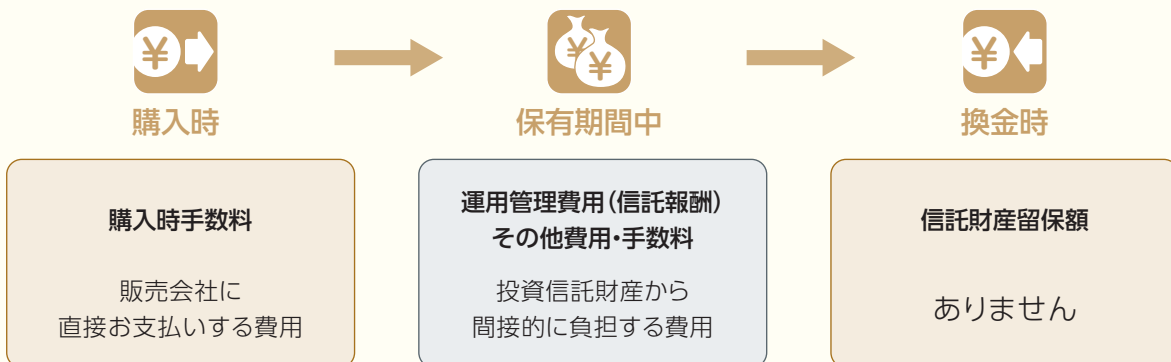 ¥
¥
¥
¥
購入時
保有期間中
換金時
購入時手数料
販売会社に
直接お支払いする費用
運用管理費用(信託報酬)
その他費用・手数料
投資信託財産から
間接的に負担する費用
信託財産留保額
ありません